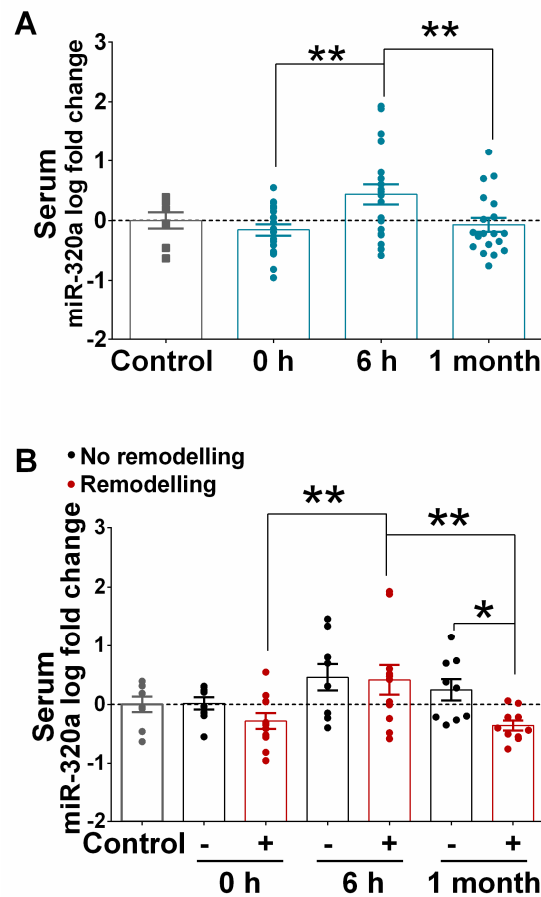 A
Serum
miR-320a log fold change
3
2
1
0
-1
-2
**
**
Control 0 h 6 h 1 month
B
No remodelling
Remodelling
Serum
miR-320a log fold change
3
2
1
0
-1
-2
**
**
*
Control - + - + - +
0 h 6 h 1 month